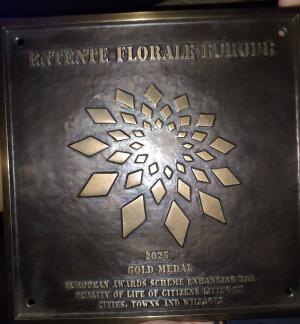 ENTENTE FLORALE EUROPE
2025
GOLD MEDAL
EUROPEAN AWARDS SCHEME ENHANCING THE
QUALITY OF LIFE OF CITIZENS LIVING IN
CITIES, TOWNS AND VILLAGES